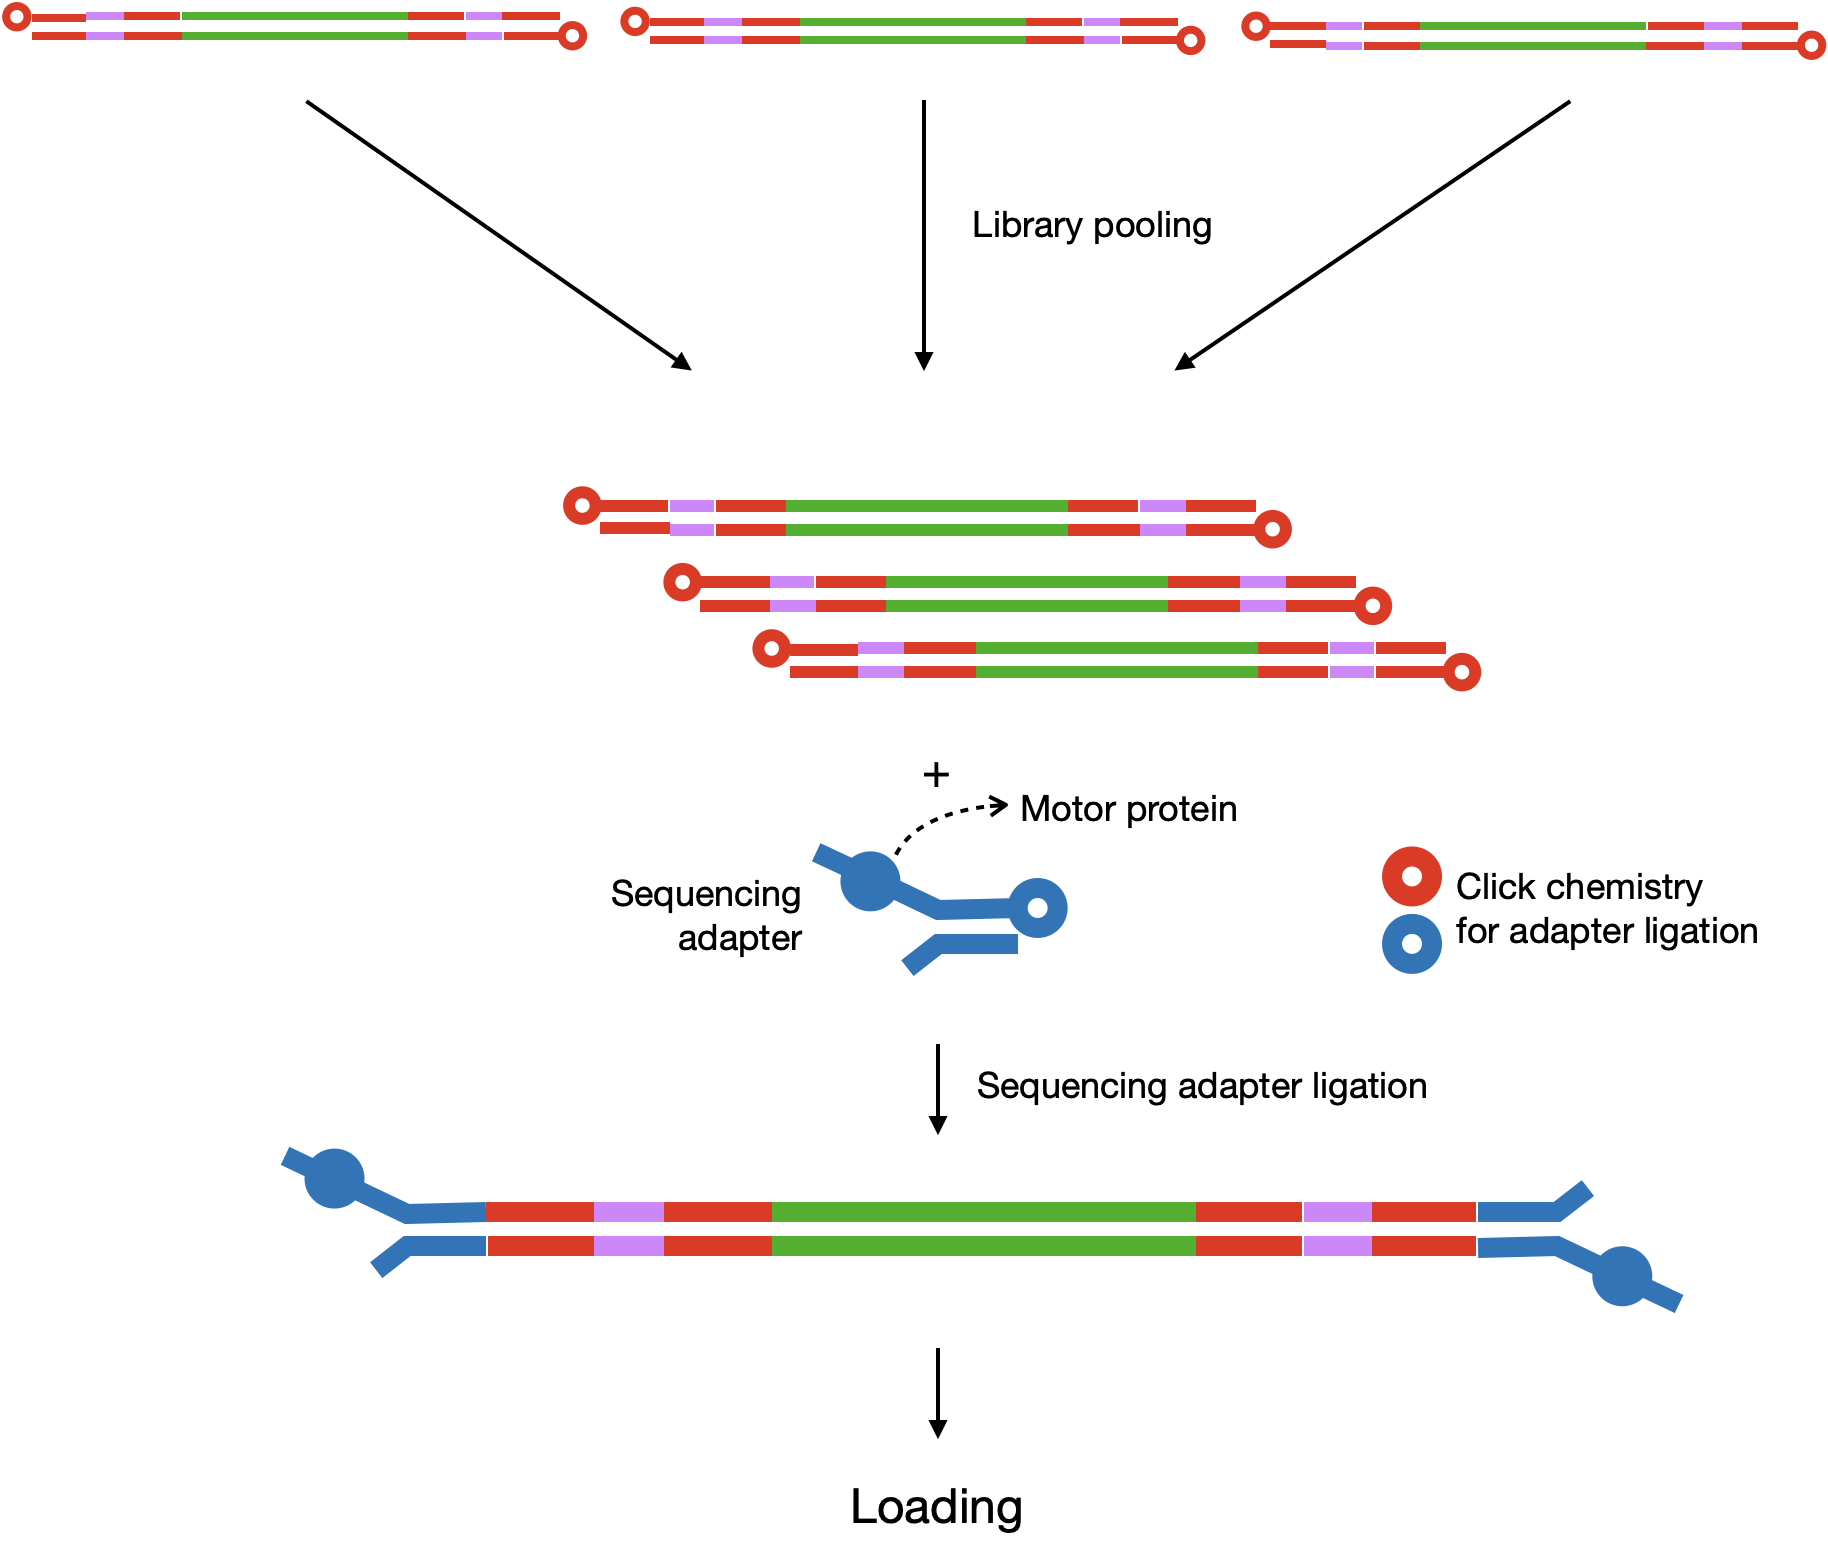 Library pooling
+
Motor protein
Sequencing
adapter
Click chemistry
for adapter ligation
Sequencing adapter ligation
Loading